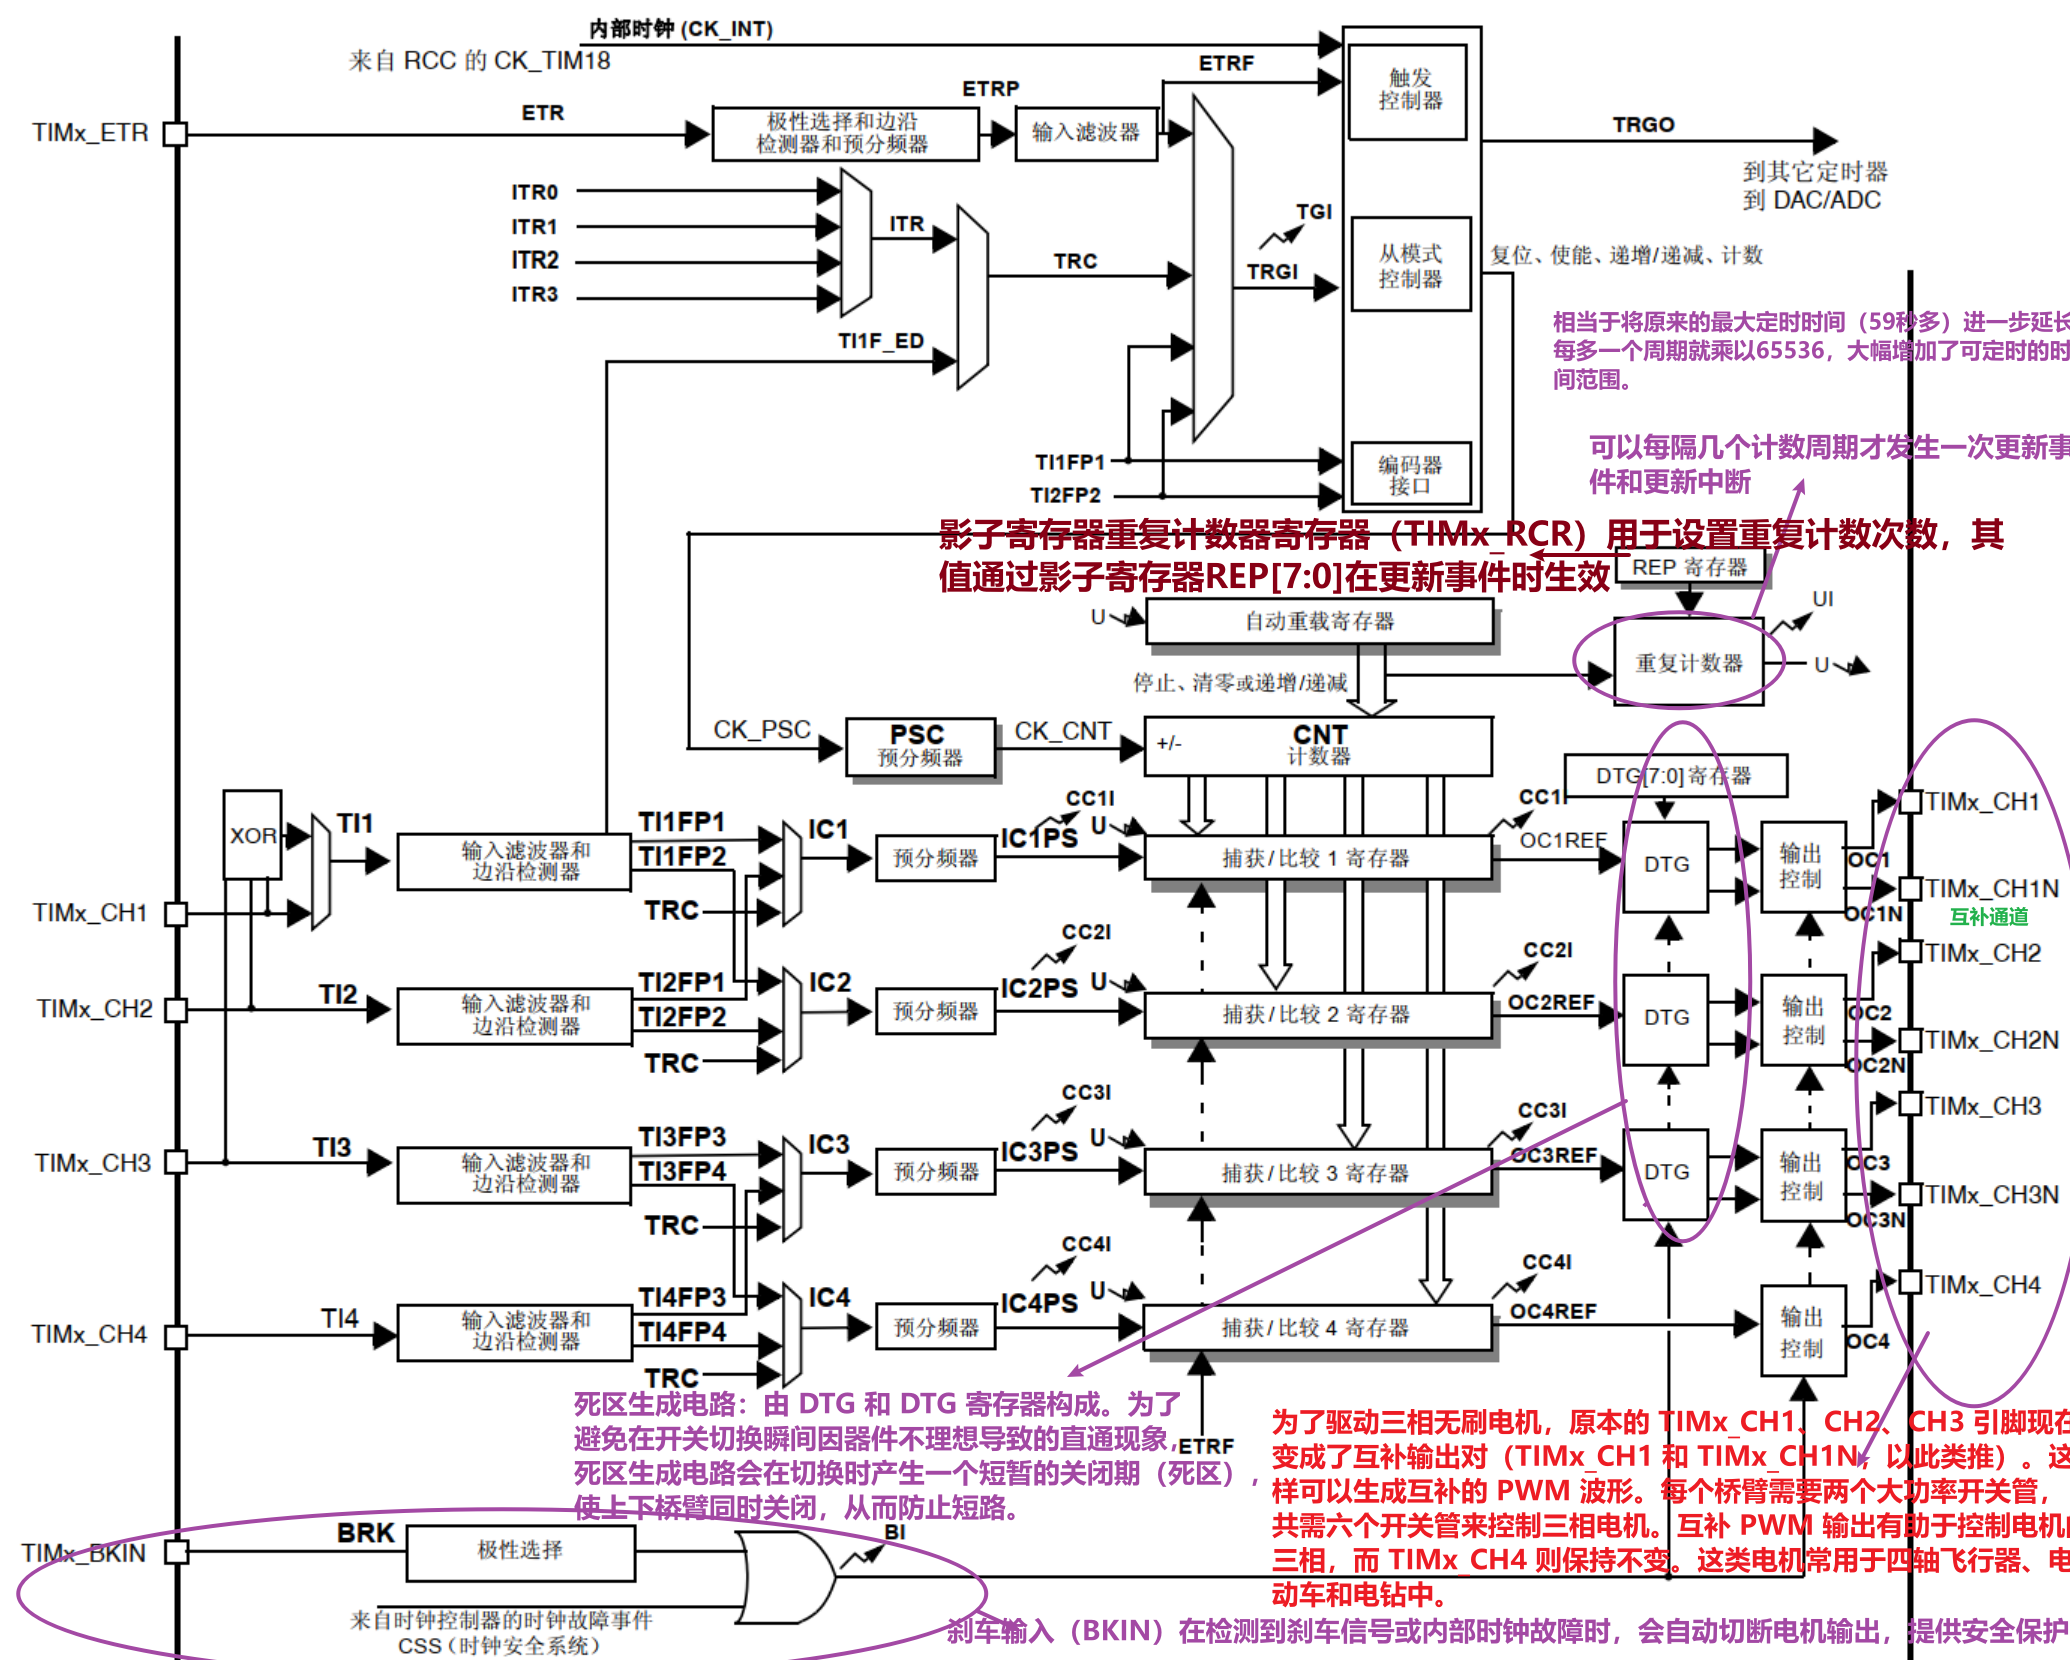 内部时钟 (CK_INT)
来自 RCC 的 CK_TIM18
ETRF
触发
控制器
ETRP
TIMx_ETR
ETR
极性选择和边沿
检测器和预分频器
输入滤波器
TRGO
到其它定时器
到 DAC/ADC
ITR0
ITR1
ITR2
ITR3
ITR
TRC
TI1F_ED
TGI
TRGI
从模式
控制器
复位、使能、递增/递减、计数
相当于将原来的最大定时时间（59秒多）进一步延长
每多一个周期就乘以65536，大幅增加了可定时的时
间范围。
可以每隔几个计数周期才发生一次更新事
件和更新中断
TI1FP1
TI2FP2
编码器
接口
影子寄存器重复计数器寄存器（TIMx_RCR）用于设置重复计数次数，其
值通过影子寄存器REP[7:0]在更新事件时生效
REP 寄存器
U
自动重载寄存器
UI
重复计数器
U
停止、清零或递增/递减
CK_PSC
PSC
预分频器
CK_CNT
+/-
CNT
计数器
DTG[7:0] 寄存器
XOR
TI1
输入滤波器和
边沿检测器
TI1FP1
TI1FP2
TRC
IC1
预分频器
CC1I
IC1PS
U
捕获/比较 1 寄存器
CC1I
OC1REF
DTG
输出
控制
OC1
OC1N
TIMx_CH1
TIMx_CH1N
互补通道
TIMx_CH1
TIMx_CH2
TI2
输入滤波器和
边沿检测器
TI2FP1
TI2FP2
TRC
IC2
预分频器
CC2I
IC2PS
U
捕获/比较 2 寄存器
CC2I
OC2REF
DTG
输出
控制
OC2
OC2N
TIMx_CH2
TIMx_CH2N
TIMx_CH3
TI3
输入滤波器和
边沿检测器
TI3FP3
TI3FP4
TRC
IC3
预分频器
CC3I
IC3PS
U
捕获/比较 3 寄存器
CC3I
OC3REF
DTG
输出
控制
OC3
OC3N
TIMx_CH3
TIMx_CH3N
TIMx_CH4
TI4
输入滤波器和
边沿检测器
TI4FP3
TI4FP4
TRC
IC4
预分频器
CC4I
IC4PS
U
捕获/比较 4 寄存器
CC4I
OC4REF
输出
控制
OC4
TIMx_CH4
ETRF
死区生成电路：由 DTG 和 DTG 寄存器构成。为了
避免在开关切换瞬间因器件不理想导致的直通现象，
死区生成电路会在切换时产生一个短暂的关闭期（死区），
使上下桥臂同时关闭，从而防止短路。
为了驱动三相无刷电机，原本的 TIMx_CH1、CH2、CH3 引脚现在
变成了互补输出对（TIMx_CH1 和 TIMx_CH1N，以此类推）。这
样可以生成互补的 PWM 波形。每个桥臂需要两个大功率开关管，
共需六个开关管来控制三相电机。互补 PWM 输出有助于控制电机的
三相，而 TIMx_CH4 则保持不变。这类电机常用于四轴飞行器、电
动车和电钻中。
TIMx_BKIN
BRK
极性选择
BI
来自时钟控制器的时钟故障事件
CSS（时钟安全系统）
刹车输入（BKIN）在检测到刹车信号或内部时钟故障时，会自动切断电机输出，提供安全保护